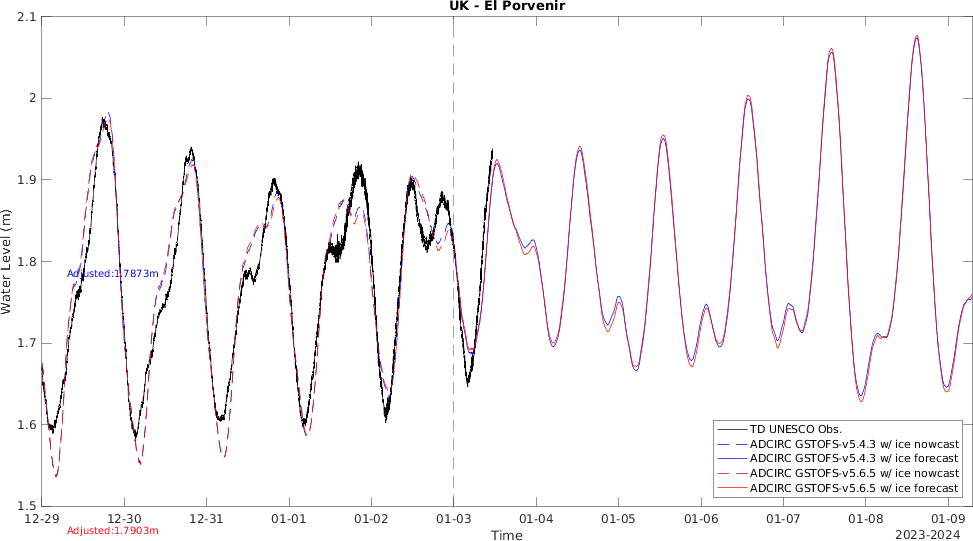 UK - El Porvenir
2.1
2
1.9
1.8
1.7
1.6
1.5
Water Level (m)
Adjusted:1.7873m
Adjusted:1.7903m
TD UNESCO Obs.
ADCIRC GSTOFS-v5.4.3 w/ ice nowcast
ADCIRC GSTOFS-v5.4.3 w/ ice forecast
ADCIRC GSTOFS-v5.6.5 w/ ice nowcast
ADCIRC GSTOFS-v5.6.5 w/ ice forecast
12-29 12-30 12-31 01-01 01-02 01-03 01-04 01-05 01-06 01-07 01-08 01-09
Time
2023-2024